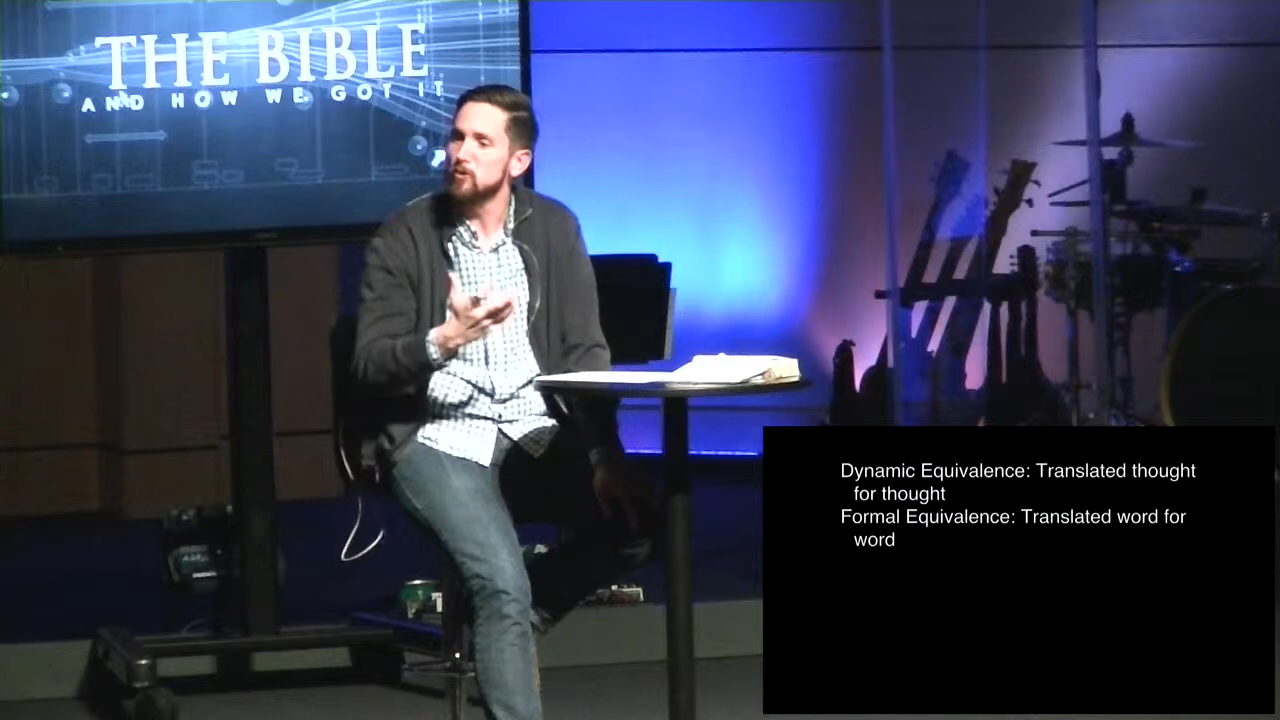 THE BIBLE
AND HOW WE GOT IT
Dynamic Equivalence: Translated thought
for thought
Formal Equivalence: Translated word for
word